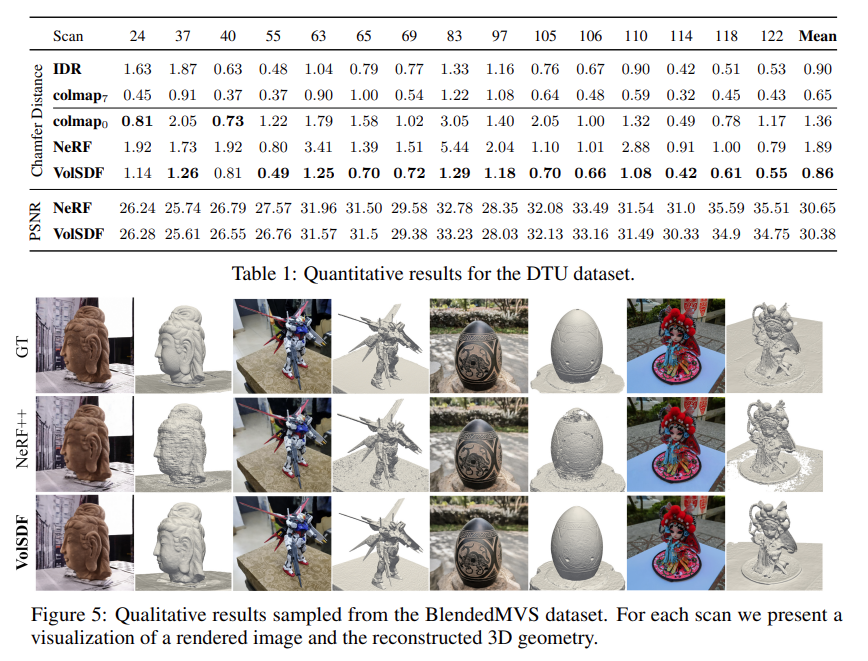 Scan 24 37 40 55 63 65 69 83 97 105 106 110 114 118 122 Mean
Chamfer Distance
IDR 1.63 1.87 0.63 0.48 1.04 0.79 0.77 1.33 1.16 0.76 0.67 0.90 0.42 0.51 0.53 0.90
colmap₇ 0.45 0.91 0.37 0.37 0.90 1.00 0.54 1.22 1.08 0.64 0.48 0.59 0.32 0.45 0.43 0.65
colmap₀ 0.81 2.05 0.73 1.22 1.79 1.58 1.02 3.05 1.40 2.05 1.00 1.32 0.49 0.78 1.17 1.36
NeRF 1.92 1.73 1.92 0.80 3.41 1.39 1.51 5.44 2.04 1.10 1.01 2.88 0.91 1.00 0.79 1.89
VolSDF 1.14 1.26 0.81 0.49 1.25 0.70 0.72 1.29 1.18 0.70 0.66 1.08 0.42 0.61 0.55 0.86
PSNR
NeRF 26.24 25.74 26.79 27.57 31.96 31.50 29.58 32.78 28.35 32.08 33.49 31.54 31.0 35.59 35.51 30.65
VolSDF 26.28 25.61 26.55 26.76 31.57 31.5 29.38 33.23 28.03 32.13 33.16 31.49 30.33 34.9 34.75 30.38
Table 1: Quantitative results for the DTU dataset.
GT
NeRF++
VolSDF
Figure 5: Qualitative results sampled from the BlendedMVS dataset. For each scan we present a
visualization of a rendered image and the reconstructed 3D geometry.